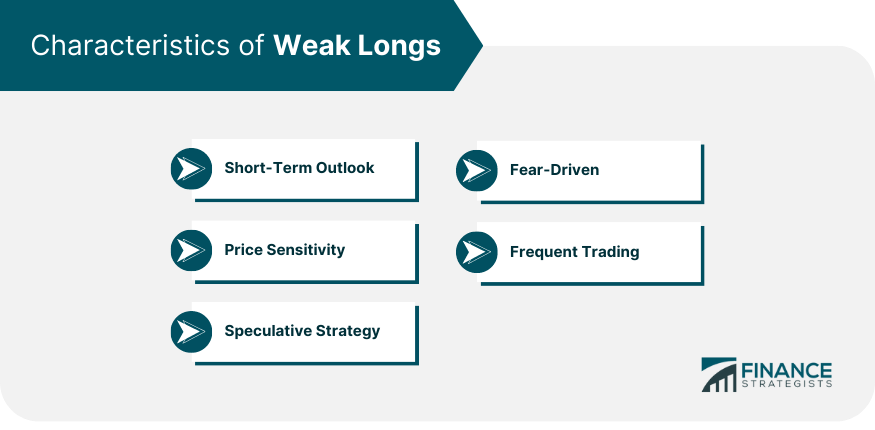 Characteristics of Weak Longs
Short-Term Outlook
Price Sensitivity
Speculative Strategy
Fear-Driven
Frequent Trading
FINANCE
STRATEGISTS